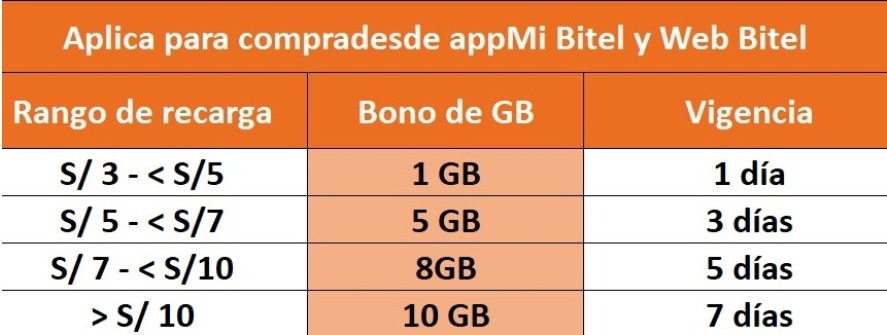 Aplica para compradesde appMi Bitel y Web Bitel
Rango de recarga Bono de GB Vigencia
S/ 3 - < S/5 1 GB 1 día
S/ 5 - < S/7 5 GB 3 días
S/ 7 - < S/10 8GB 5 días
> S/ 10 10 GB 7 días